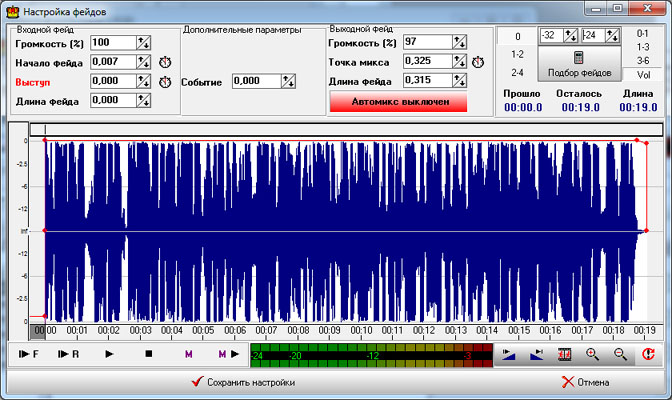 Настройка фейдов
Входной фейд
Громкость (%) 100
Начало фейда 0,007
Выступ 0,000
Длина фейда 0,000
Дополнительные параметры
Событие 0,000
Выходной фейд
Громкость (%) 97
Точка микса 0,325
Длина фейда 0,315
Автомикс выключен
0 -32 -24 0-1
1-2 1-3
2-4 Подбор фейдов 3-6
Vol
Прошло Осталось Длина
00:00.0 00:19.0 00:19.0
0
-2.5
-6
-12
inf
-12
-6
-2.5
0
00:00 00:01 00:02 00:03 00:04 00:05 00:06 00:07 00:08 00:09 00:10 00:11 00:12 00:13 00:14 00:15 00:16 00:17 00:18 00:19
F R M M -24 -20 -12 -3
Сохранить настройки Отмена